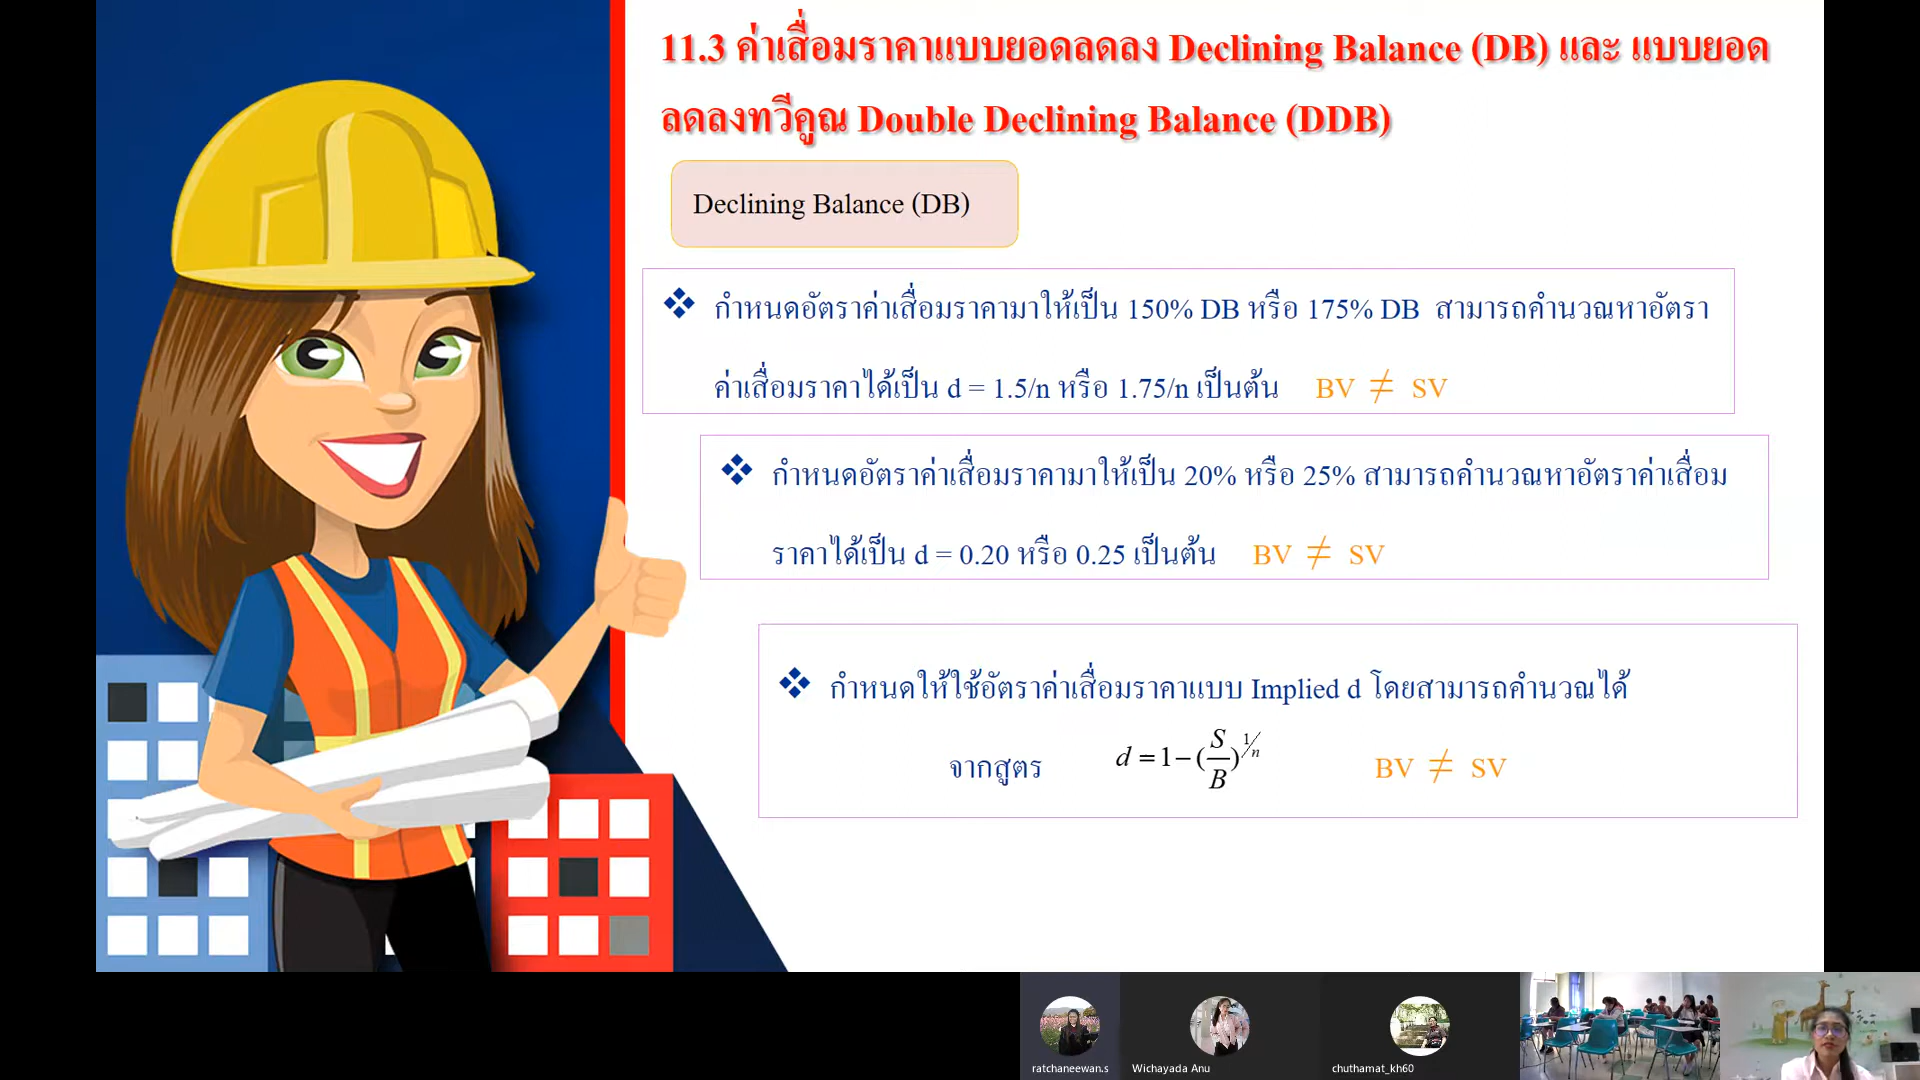 11.3 ค่าเสื่อมราคาแบบยอดลดลง Declining Balance (DB) และ แบบยอด
ลดลงทวีคูณ Double Declining Balance (DDB)
Declining Balance (DB)
❖ กำหนดอัตราค่าเสื่อมราคามาให้เป็น 150% DB หรือ 175% DB สามารถคำนวณหาอัตรา
ค่าเสื่อมราคาได้เป็น d = 1.5/n หรือ 1.75/n เป็นต้น BV ≠ SV
❖ กำหนดอัตราค่าเสื่อมราคามาให้เป็น 20% หรือ 25% สามารถคำนวณหาอัตราค่าเสื่อม
ราคาได้เป็น d = 0.20 หรือ 0.25 เป็นต้น BV ≠ SV
❖ กำหนดให้ใช้อัตราค่าเสื่อมราคาแบบ Implied d โดยสามารถคำนวณได้
จากสูตร d = 1 − (S/B)^{1/n} BV ≠ SV
ratchaneewan.s
Wichayada Anu
chuthamat_kh60